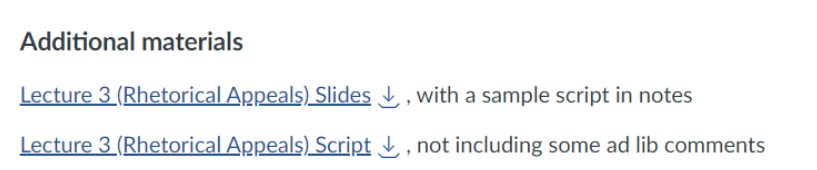 Additional materials
Lecture 3 (Rhetorical Appeals) Slides , with a sample script in notes
Lecture 3 (Rhetorical Appeals) Script , not including some ad lib comments